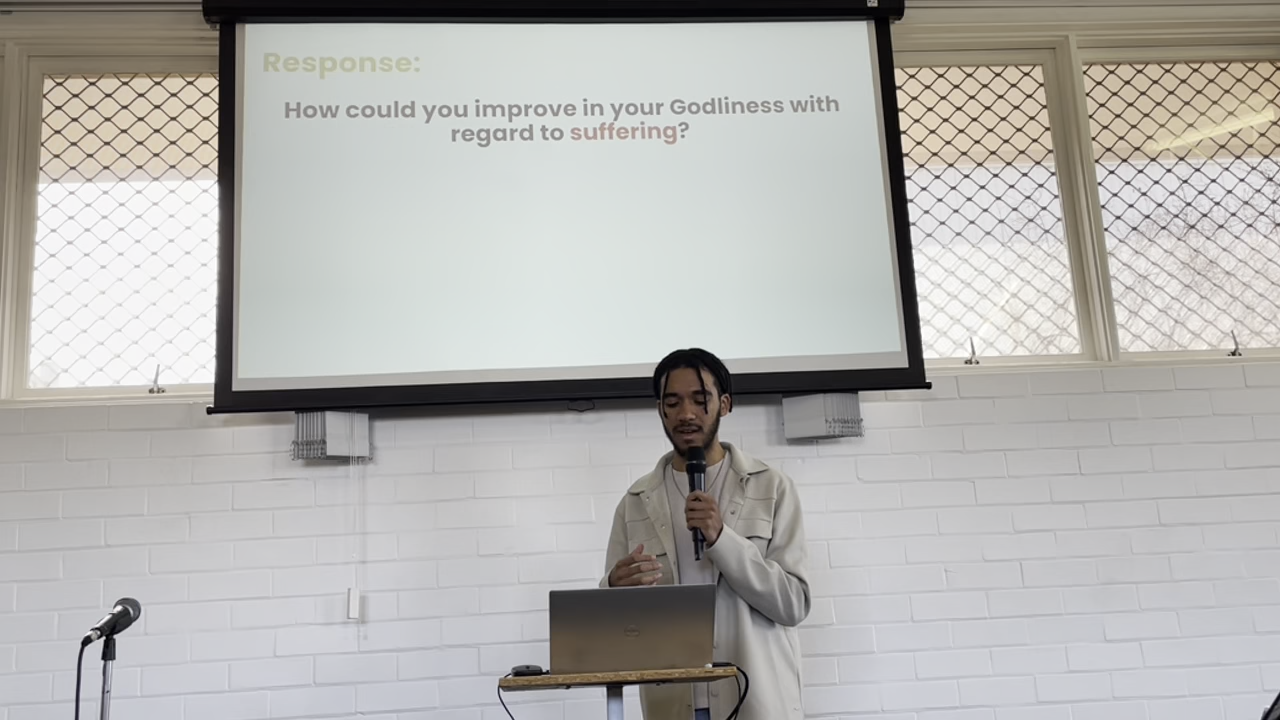 Response:
How could you improve in your Godliness with
regard to suffering?